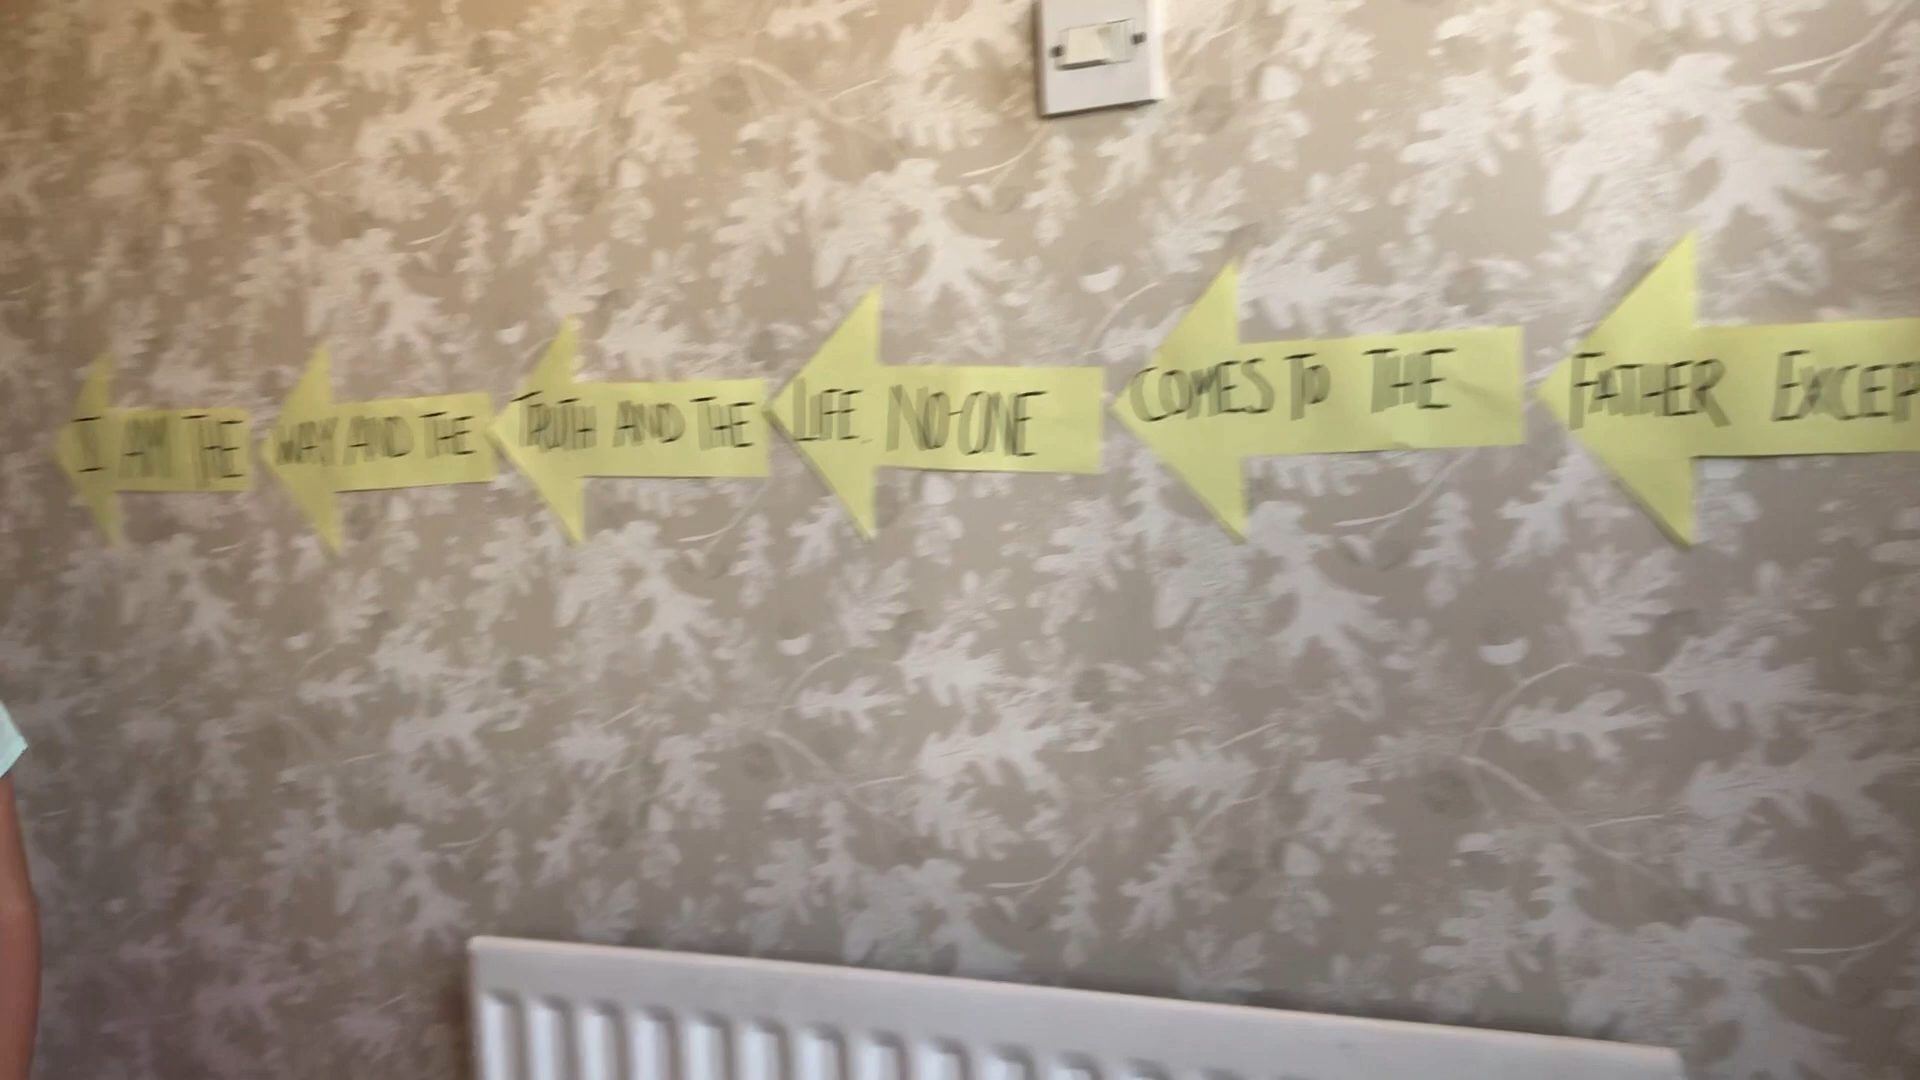 I AM THE
WAY AND THE
TRUTH AND THE
LIFE. NO-ONE
COMES TO THE
FATHER EXCEP